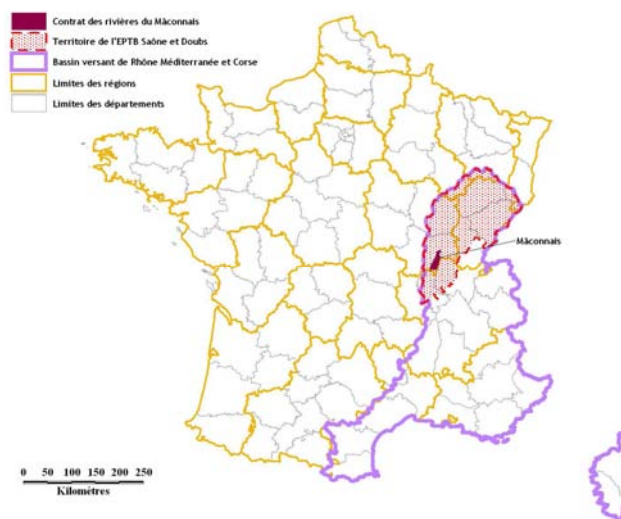 Contrat des rivières du Mâconnais
Territoire de l'EPTB Saône et Doubs
Bassin versant de Rhône Méditerranée et Corse
Limites des régions
Limites des départements
Mâconnais
0 50 100 150 200 250
Kilomètres